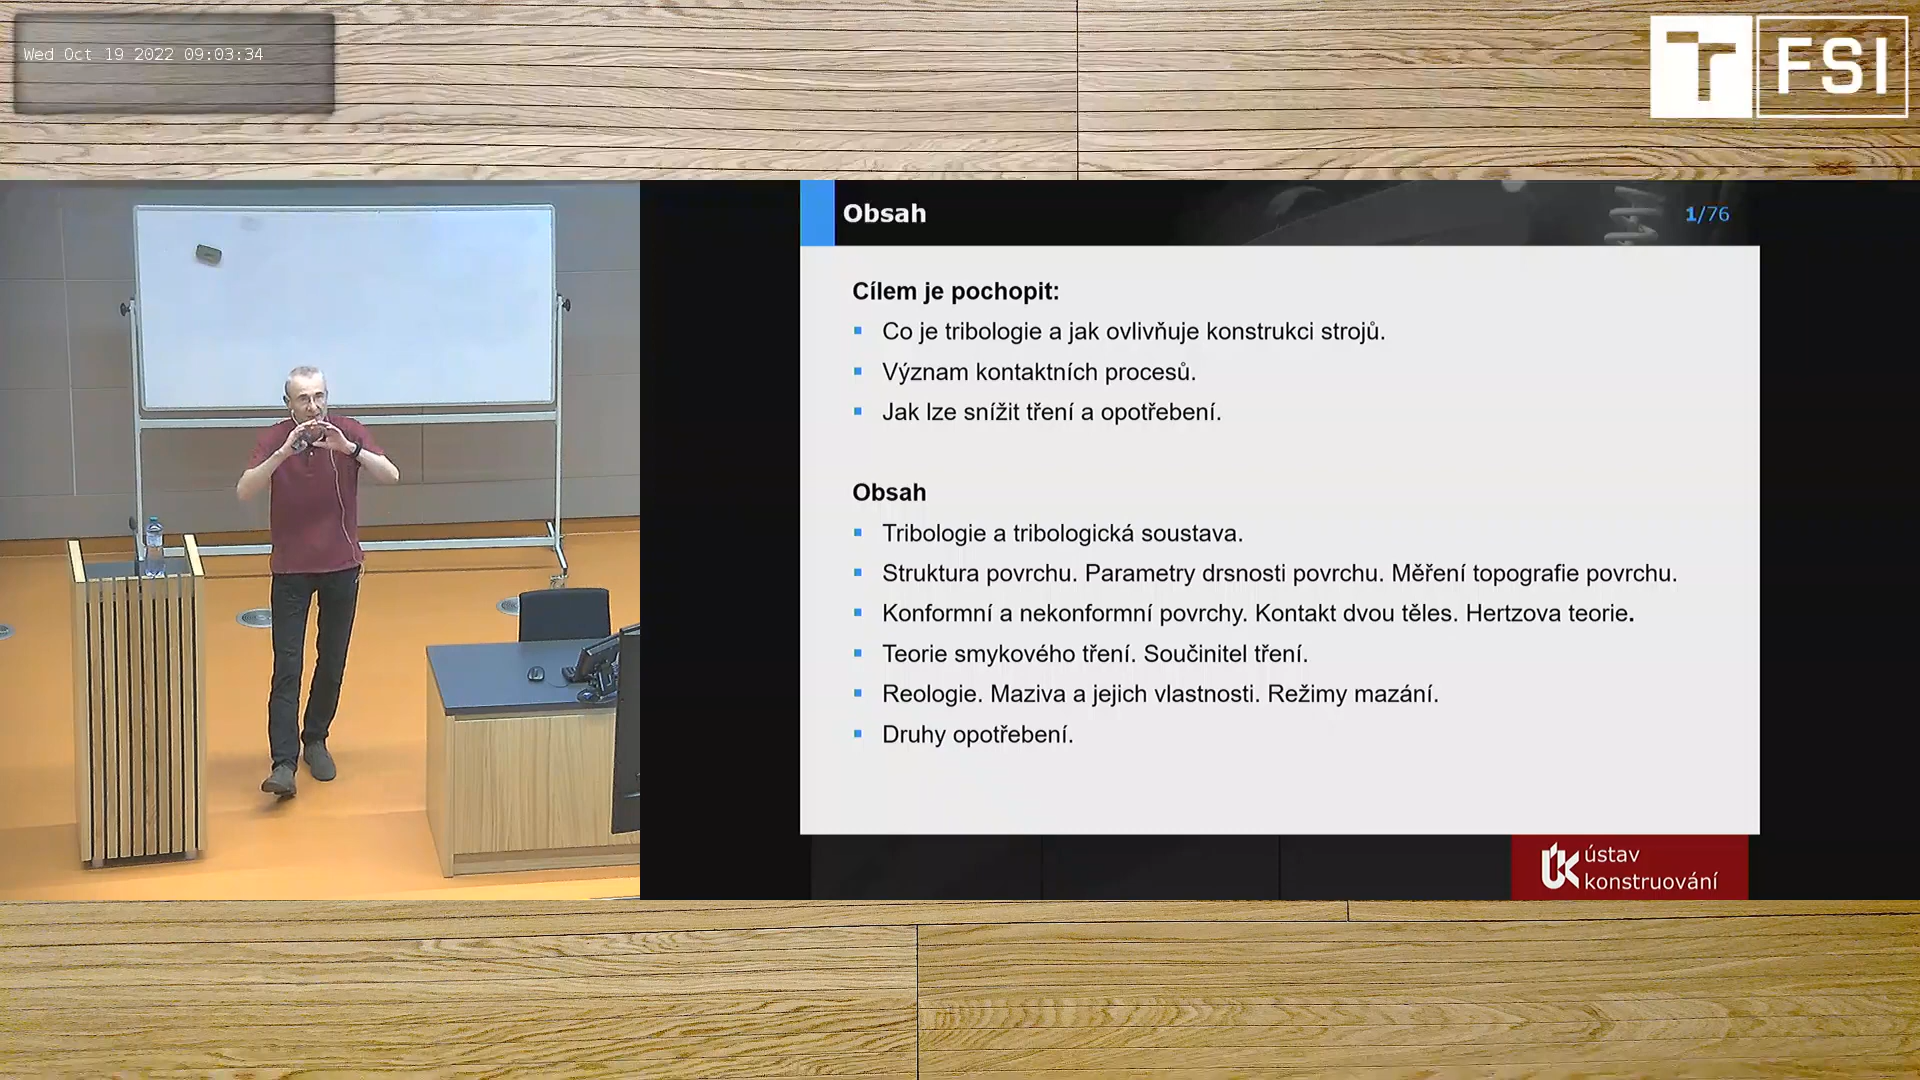 Wed Oct 19 2022 09:03:34
T FSI
Obsah
1/76
Cílem je pochopit:
Co je tribologie a jak ovlivňuje konstrukci strojů.
Význam kontaktních procesů.
Jak lze snížit tření a opotřebení.
Obsah
Tribologie a tribologická soustava.
Struktura povrchu. Parametry drsnosti povrchu. Měření topografie povrchu.
Konformní a nekonformní povrchy. Kontakt dvou těles. Hertzova teorie.
Teorie smykového tření. Součinitel tření.
Reologie. Maziva a jejich vlastnosti. Režimy mazání.
Druhy opotřebení.
ÚK ústav
konstruování